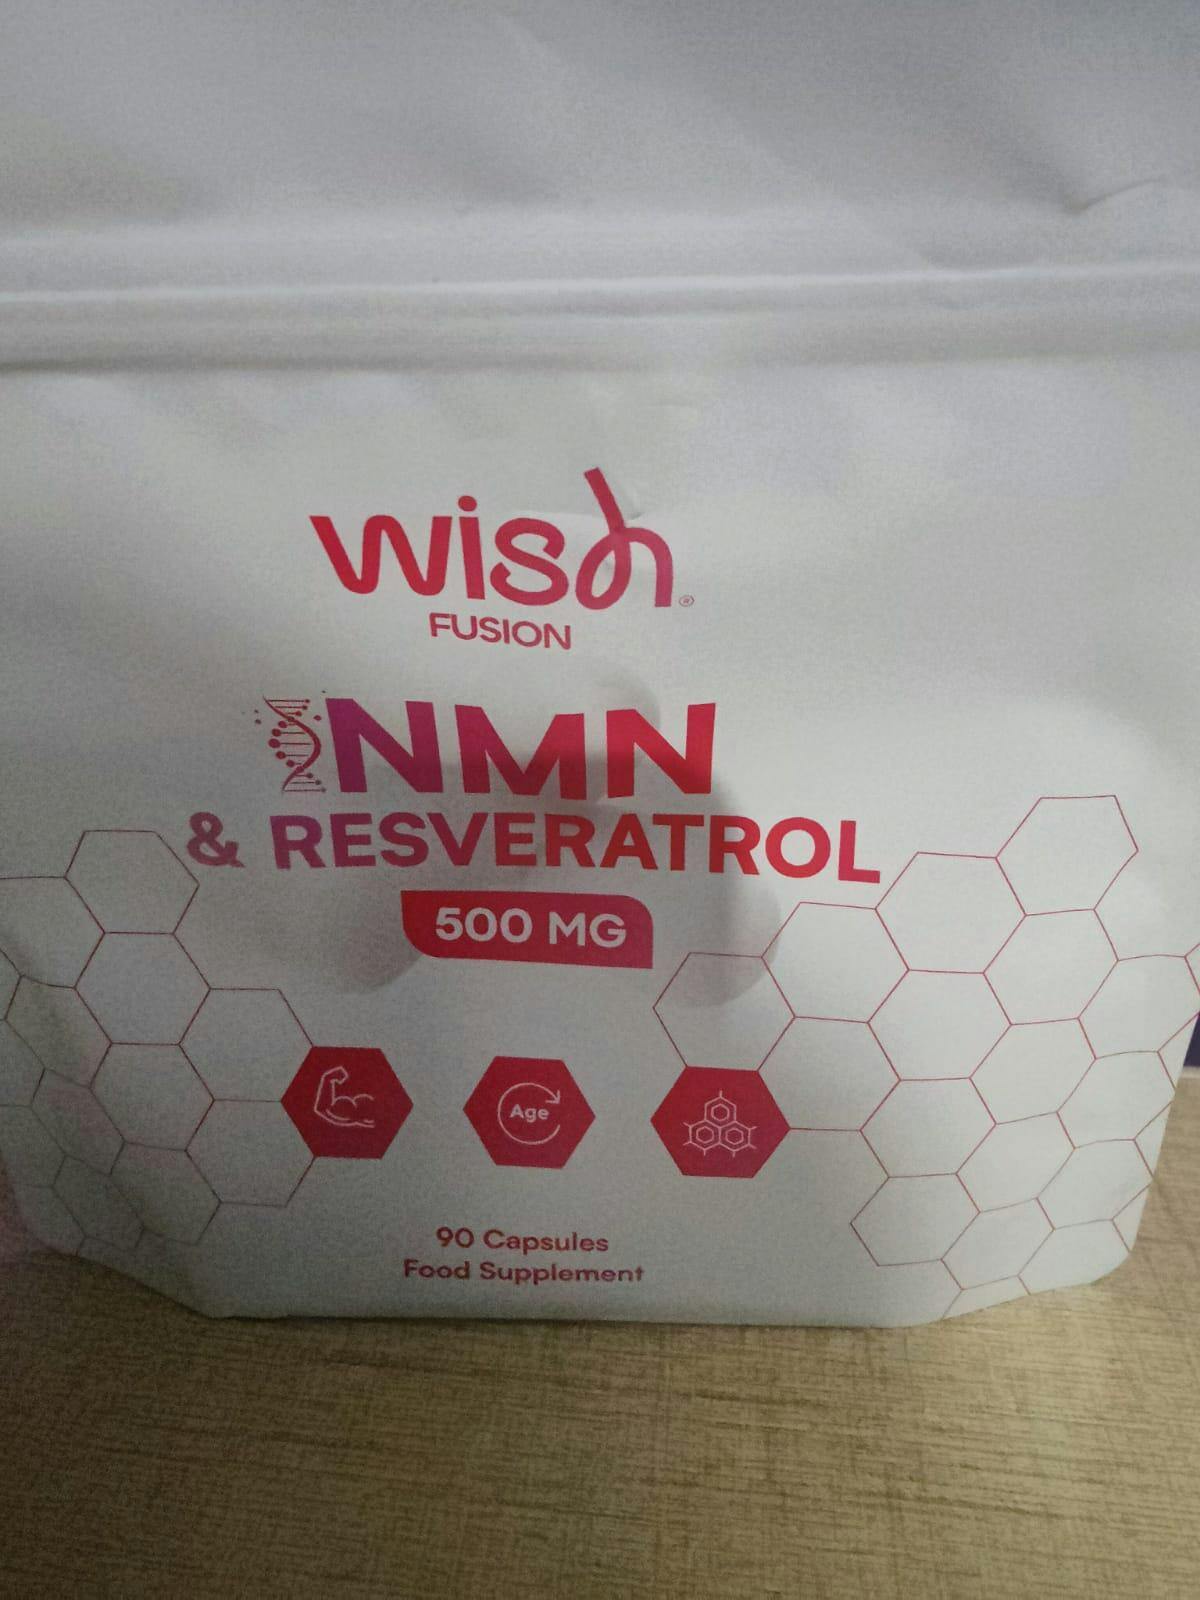 wish®
FUSION
NMN
& RESVERATROL
500 MG
Age
90 Capsules
Food Supplement